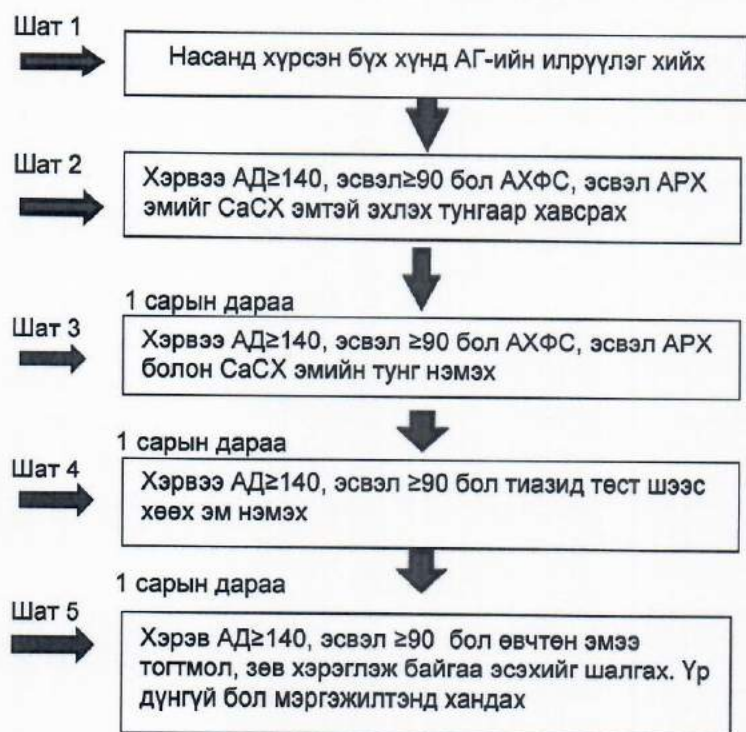 Шат 1
Насанд хүрсэн бүх хүнд АГ-ийн илрүүлэг хийх
Шат 2
Хэрвээ АД≥140, эсвэл≥90 бол АХФС, эсвэл АРХ
эмийг СаСХ эмтэй эхлэх тунгаар хавсрах
1 сарын дараа
Шат 3
Хэрвээ АД≥140, эсвэл ≥90 бол АХФС, эсвэл АРХ
болон СаСХ эмийн тунг нэмэх
1 сарын дараа
Шат 4
Хэрвээ АД≥140, эсвэл ≥90 бол тиазид төст шээс
хөөх эм нэмэх
1 сарын дараа
Шат 5
Хэрэв АД≥140, эсвэл ≥90 бол өвчтөн эмээ
тогтмол, зөв хэрэглэж байгаа эсэхийг шалгах. Үр
дүнгүй бол мэргэжилтэнд хандах